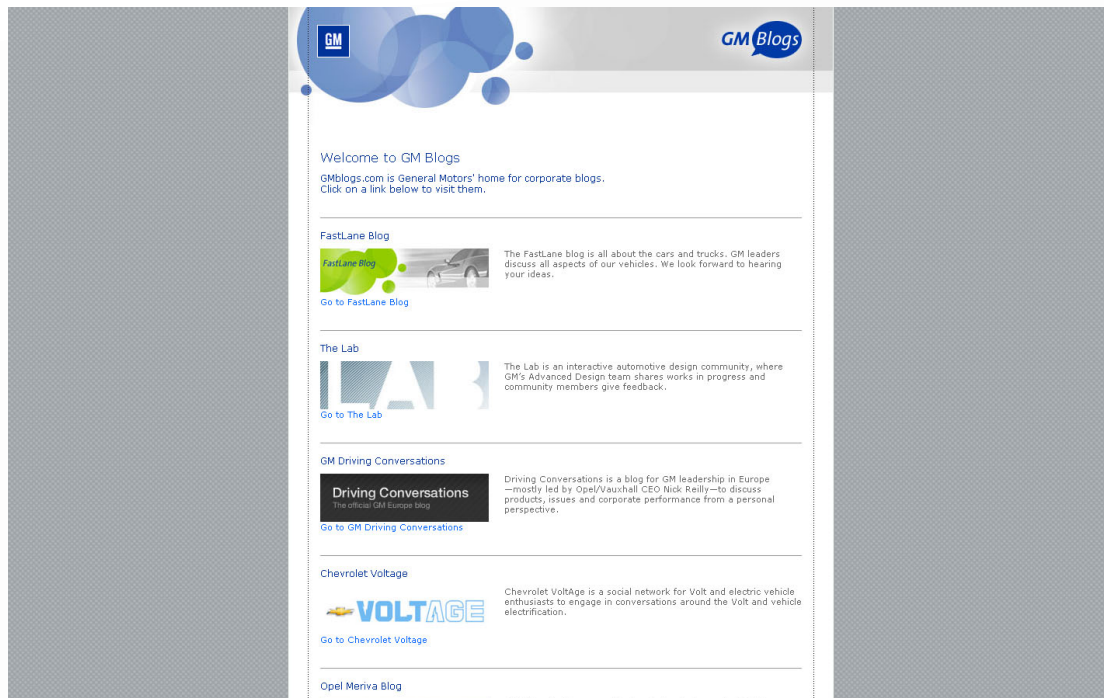 GM
GM Blogs
Welcome to GM Blogs
GMblogs.com is General Motors' home for corporate blogs.
Click on a link below to visit them.
FastLane Blog
FastLane Blog
The FastLane blog is all about the cars and trucks. GM leaders
discuss all aspects of our vehicles. We look forward to hearing
your ideas.
Go to FastLane Blog
The Lab
LAB
The Lab is an interactive automotive design community, where
GM's Advanced Design team shares works in progress and
community members give feedback.
Go to The Lab
GM Driving Conversations
Driving Conversations
The official GM Europe blog
Driving Conversations is a blog for GM leadership in Europe
—mostly led by Opel/Vauxhall CEO Nick Reilly—to discuss
products, issues and corporate performance from a personal
perspective.
Go to GM Driving Conversations
Chevrolet Voltage
VOLTAGE
Chevrolet VoltAge is a social network for Volt and electric vehicle
enthusiasts to engage in conversations around the Volt and vehicle
electrification.
Go to Chevrolet Voltage
Opel Meriva Blog